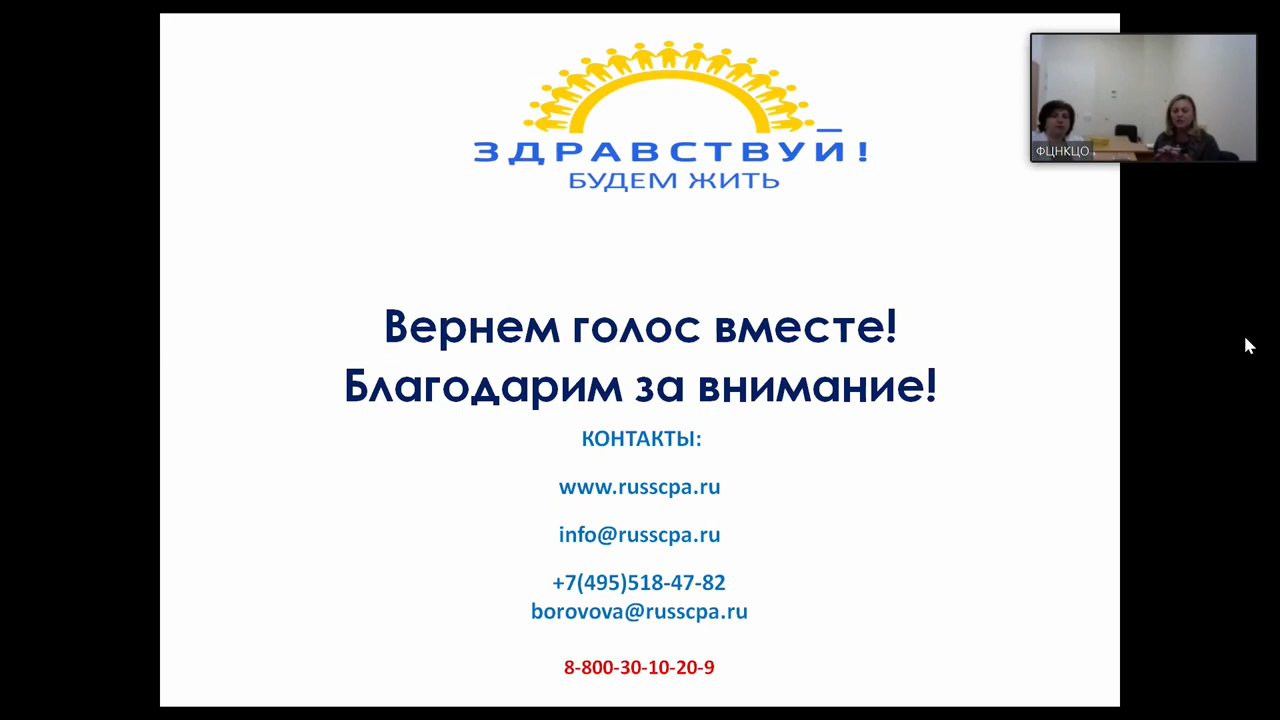 ЗДРАВСТВУЙ!
БУДЕМ ЖИТЬ
ФЦНКЦО
Вернем голос вместе!
Благодарим за внимание!
КОНТАКТЫ:
www.russcpa.ru
info@russcpa.ru
+7(495)518-47-82
borovova@russcpa.ru
8-800-30-10-20-9